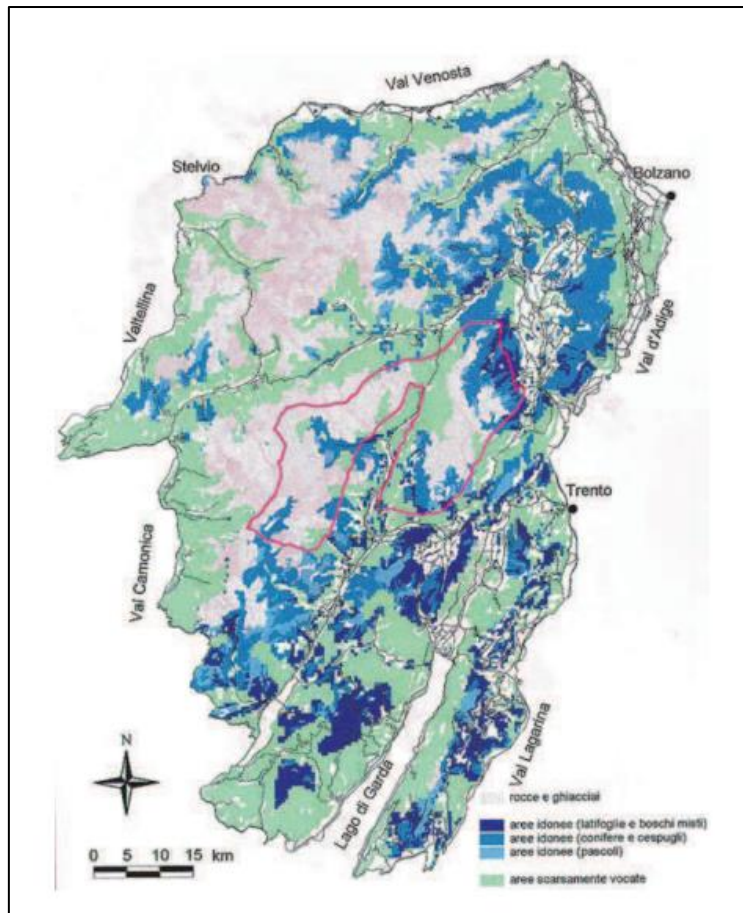 Val Venosta
Stelvio
Bolzano
Valtellina
Val d'Adige
Trento
Val Camonica
N
Lago di Garda
Val Lagarina
rocce e ghiacciai
aree idonee (latifoglie e boschi misti)
aree idonee (conifere e cespugli)
aree idonee (pascoli)
0 5 10 15 km
aree scarsamente vocate